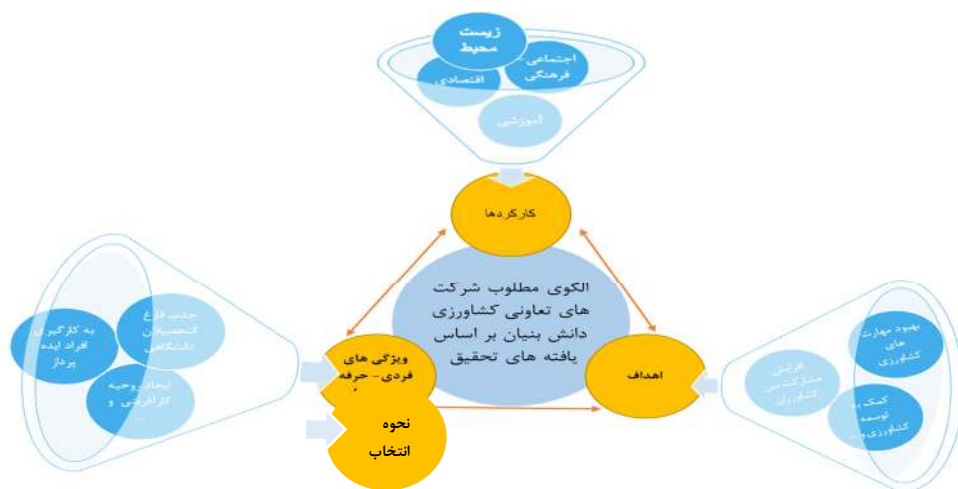 زیست
محیط
اجتماعی-
فرهنگی
اقتصادی
آموزشی
کارکردها
الگوی مطلوب شرکت
های تعاونی کشاورزی
دانش بنیان بر اساس
یافته های تحقیق
ویژگی های
فردی- حرفه
نحوه
انتخاب
اهداف
جذب فارغ
التحصیلان
دانشگاهی
به کارگیری
افراد ایده
پرداز
ایجاد روحیه
کارآفرینی و
...
بهبود مهارت
های
کشاورزی
افزایش
مشارکت بین
کشاورزان
کمک به
توسعه
کشاورزی و...